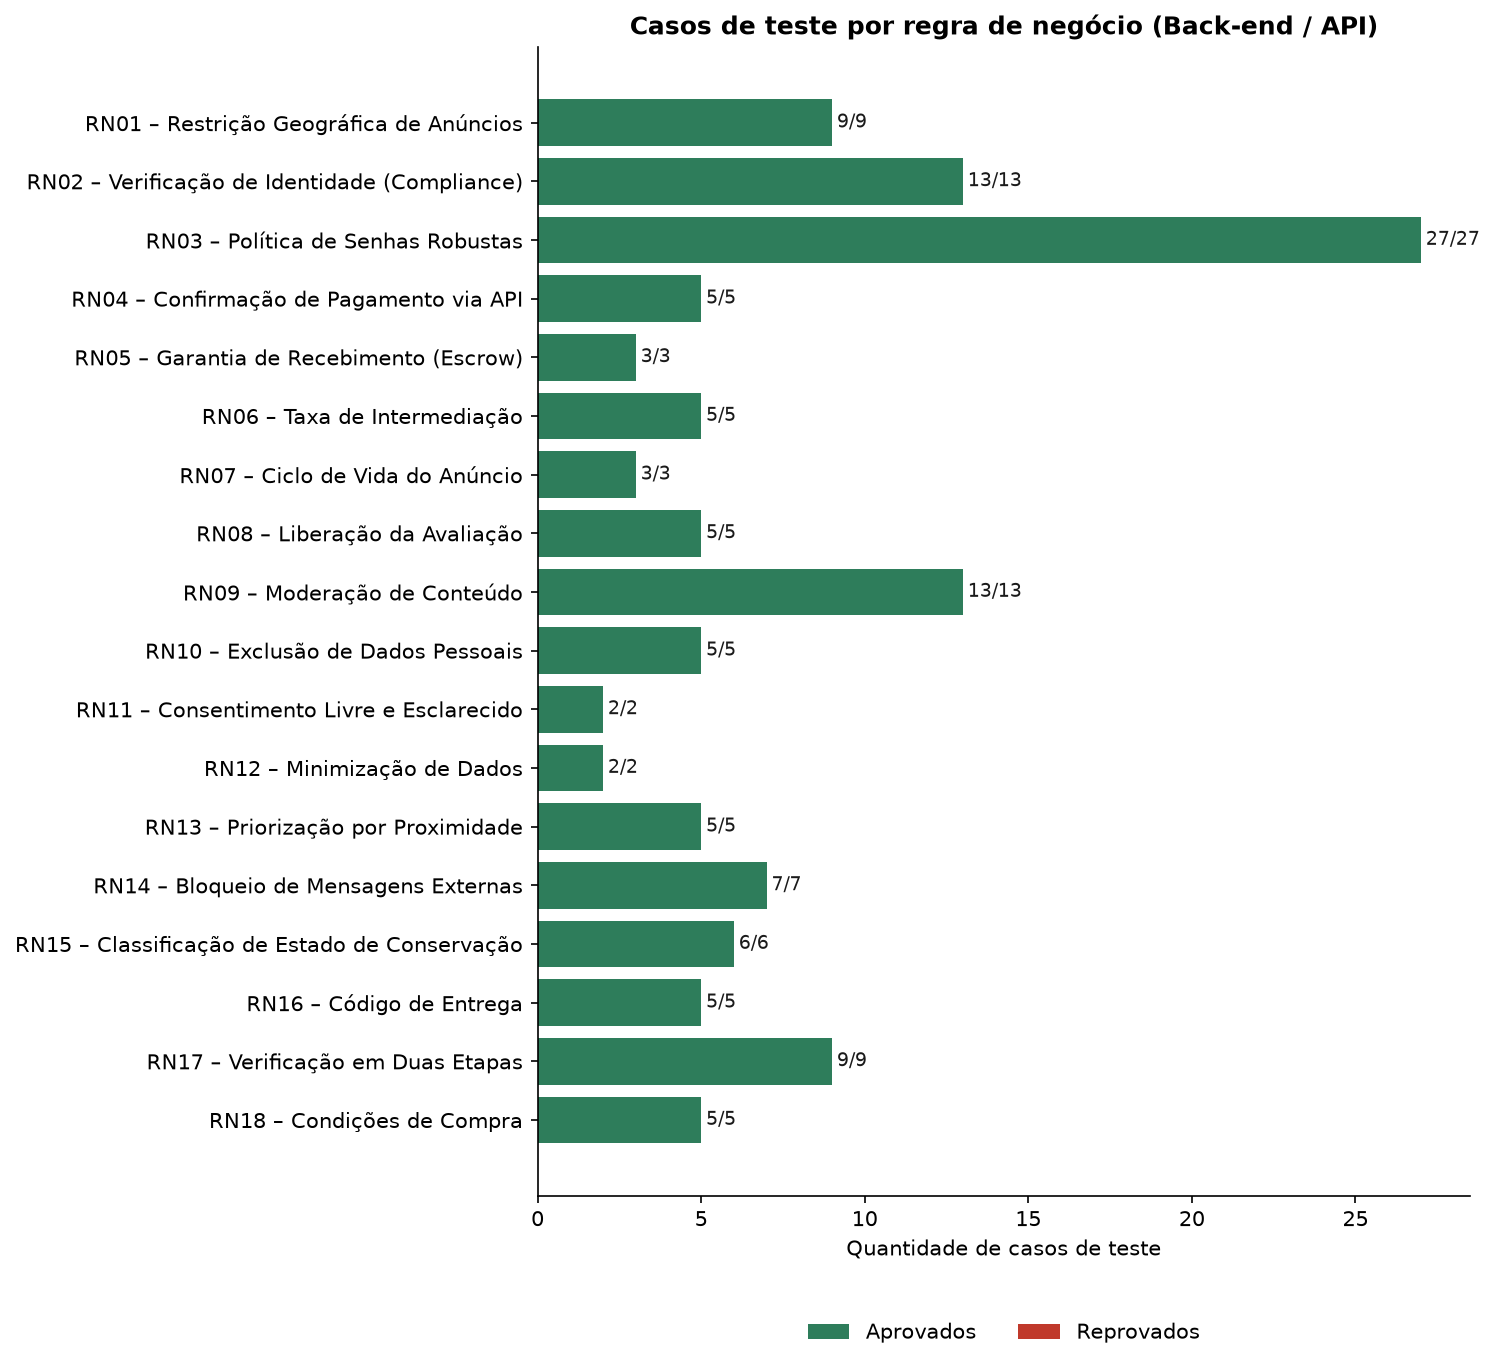 Casos de teste por regra de negócio (Back-end / API)
RN01 – Restrição Geográfica de Anúncios 9/9
RN02 – Verificação de Identidade (Compliance) 13/13
RN03 – Política de Senhas Robustas 27/27
RN04 – Confirmação de Pagamento via API 5/5
RN05 – Garantia de Recebimento (Escrow) 3/3
RN06 – Taxa de Intermediação 5/5
RN07 – Ciclo de Vida do Anúncio 3/3
RN08 – Liberação da Avaliação 5/5
RN09 – Moderação de Conteúdo 13/13
RN10 – Exclusão de Dados Pessoais 5/5
RN11 – Consentimento Livre e Esclarecido 2/2
RN12 – Minimização de Dados 2/2
RN13 – Priorização por Proximidade 5/5
RN14 – Bloqueio de Mensagens Externas 7/7
RN15 – Classificação de Estado de Conservação 6/6
RN16 – Código de Entrega 5/5
RN17 – Verificação em Duas Etapas 9/9
RN18 – Condições de Compra 5/5
0 5 10 15 20 25
Quantidade de casos de teste
Aprovados Reprovados